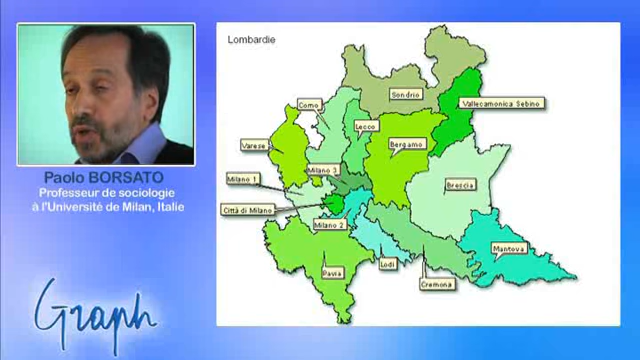 Paolo BORSATO
Professeur de sociologie
à l'Université de Milan, Italie
Graph
Lombardie
Sondrio
Vallecamonica Sebino
Como
Lecco
Bergamo
Varese
Milano 3
Milano 1
Brescia
Città di Milano
Milano 2
Mantova
Lodi
Pavia
Cremona